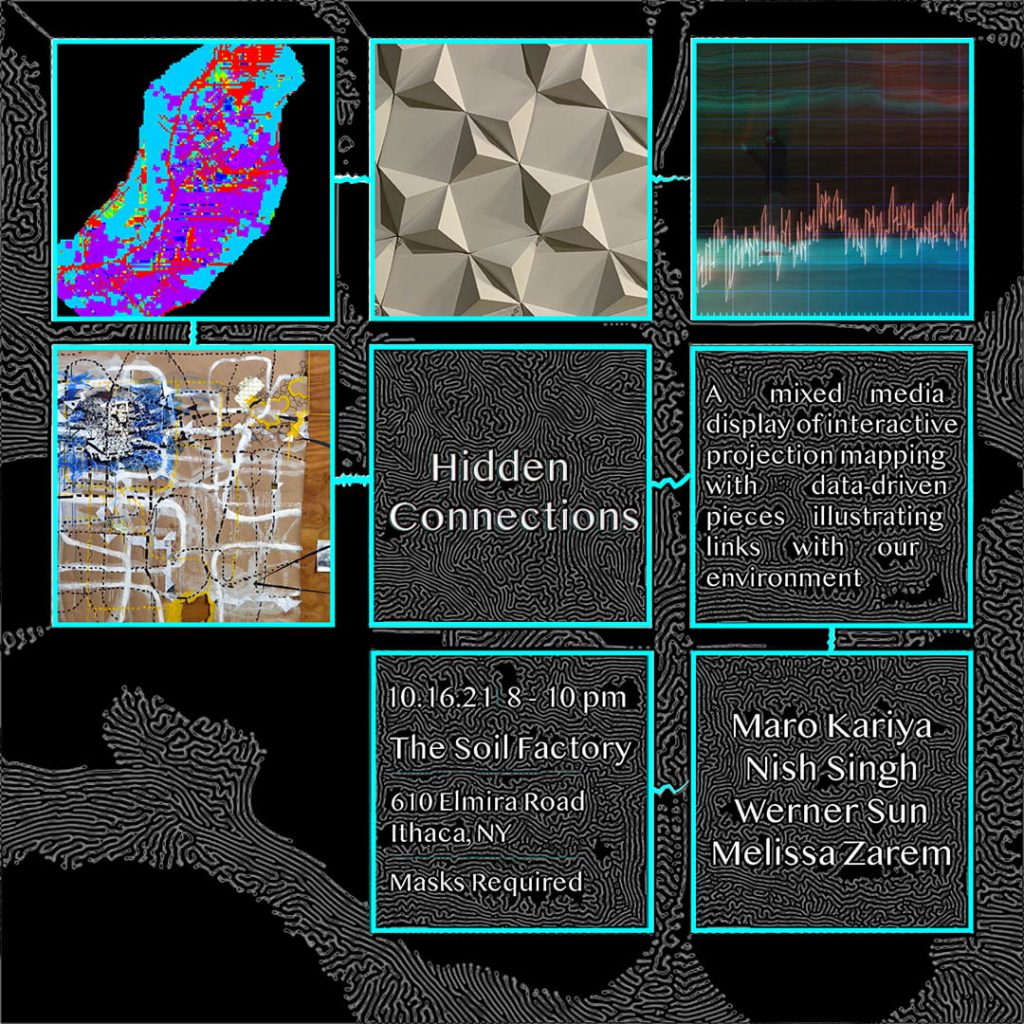 Hidden
Connections
A mixed media
display of interactive
projection mapping
with data-driven
pieces illustrating
links with our
environment
10.16.21 8 - 10 pm
The Soil Factory
610 Elmira Road
Ithaca, NY
Masks Required
Maro Kariya
Nish Singh
Werner Sun
Melissa Zarem